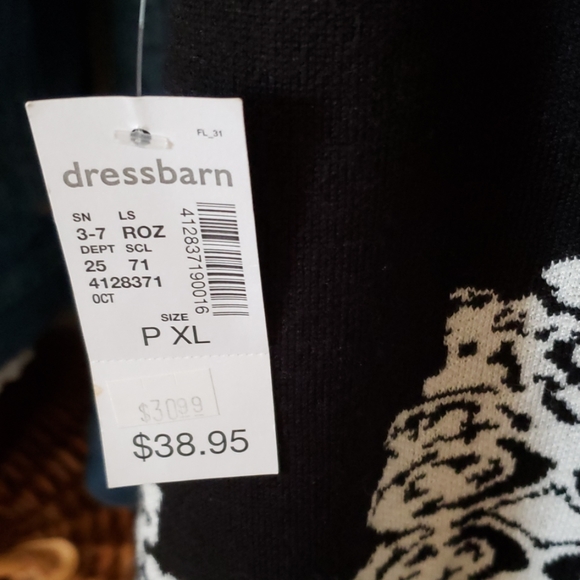 FL_31
dressbarn
SN LS
3-7 ROZ
DEPT SCL
25 71
4128371
OCT
412837190016
SIZE
P XL
$30.99
$38.95